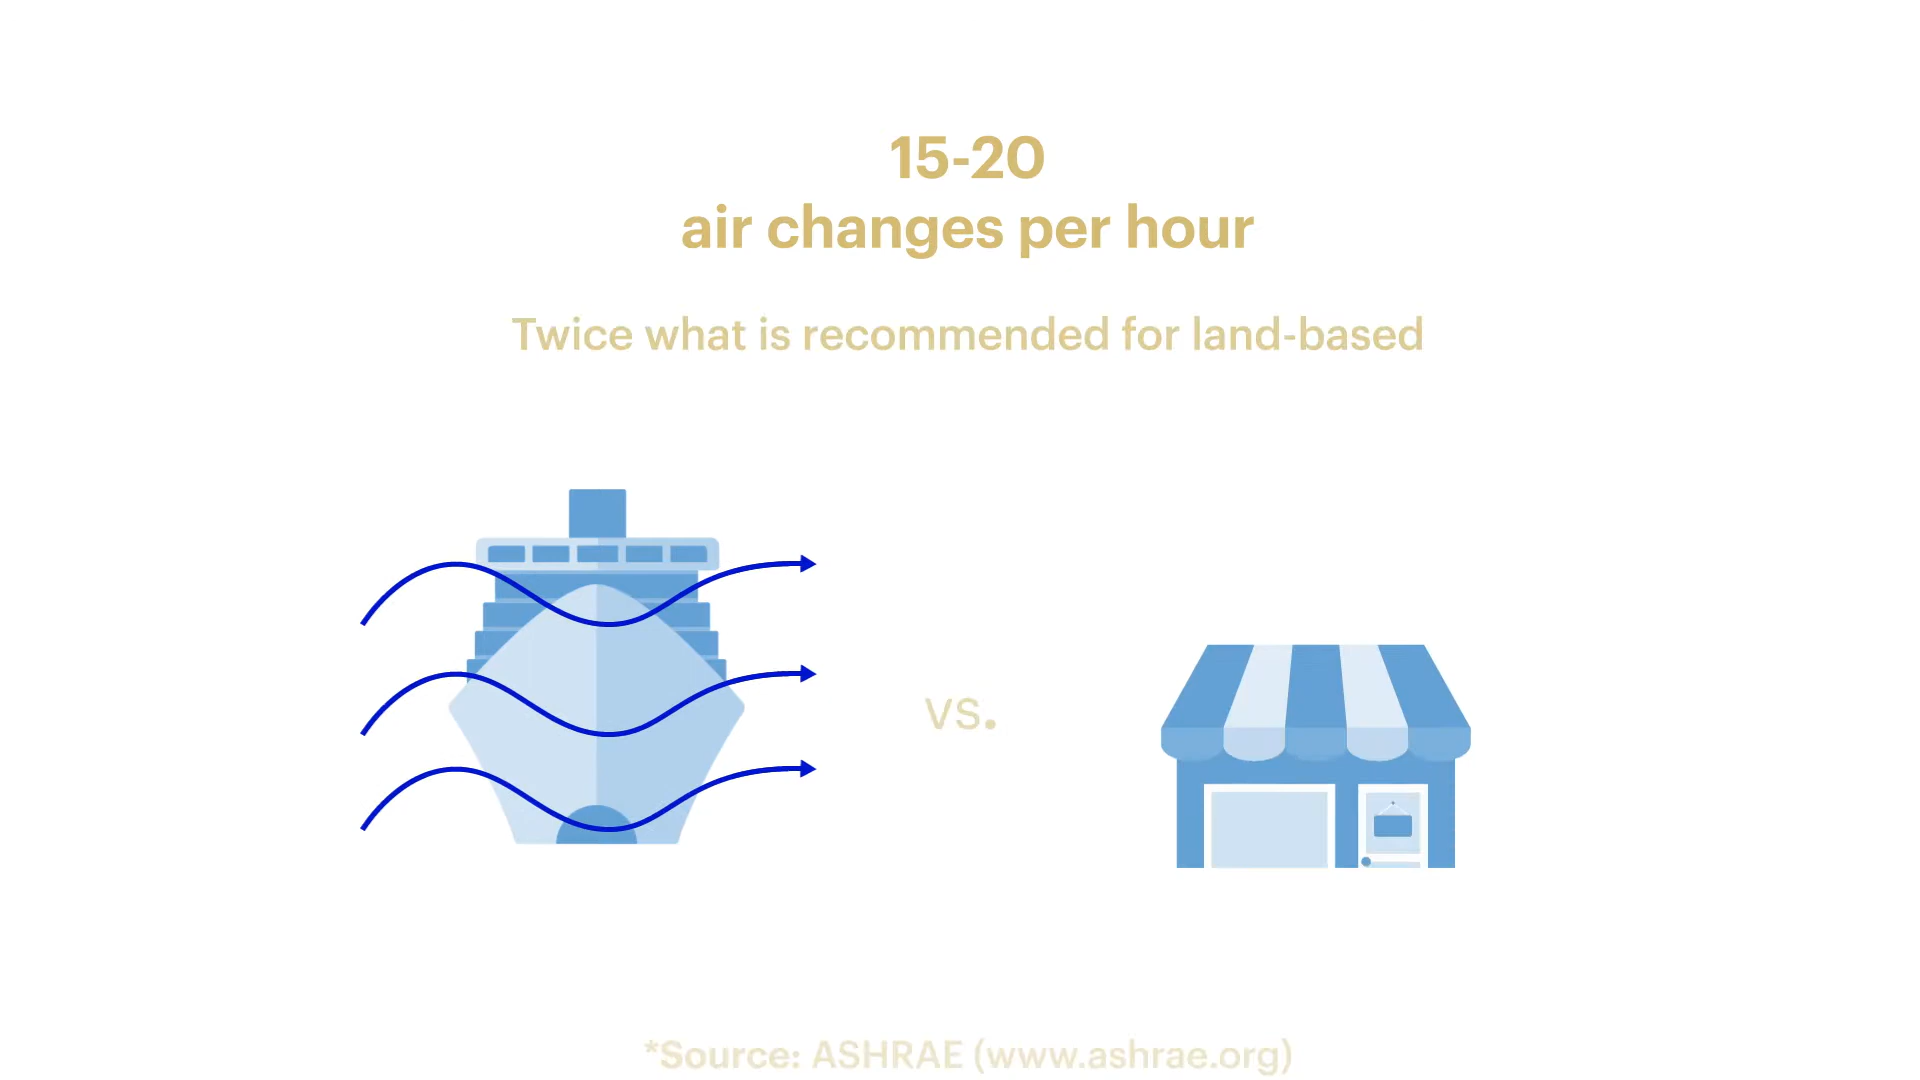 15-20
air changes per hour
Twice what is recommended for land-based
vs.
*Source: ASHRAE (www.ashrae.org)